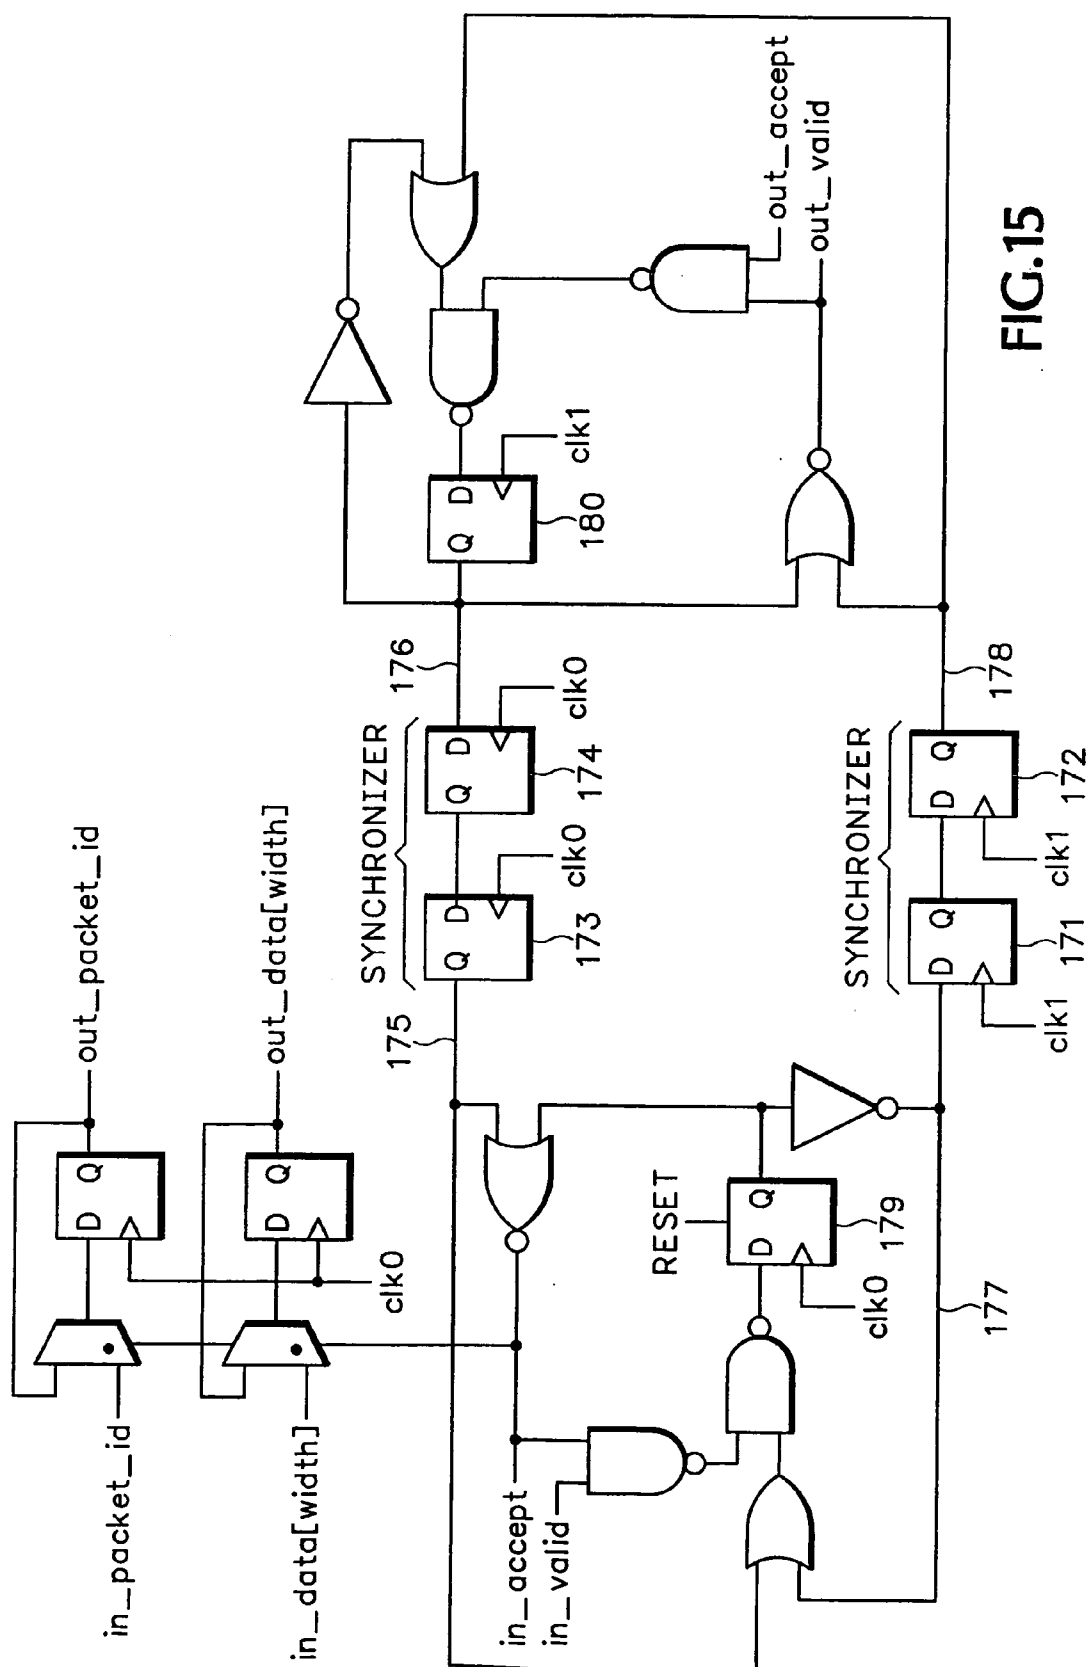 in_packet_id
out_packet_id
D Q
in_data[width]
out_data[width]
D Q
clk0
SYNCHRONIZER
175
Q D
173
clk0
Q D
174
clk0
176
Q D
180
clk1
in_accept
in_valid
RESET
D Q
179
clk0
out_accept
out_valid
177
SYNCHRONIZER
D Q
171
clk1
D Q
172
clk1
178
FIG.15